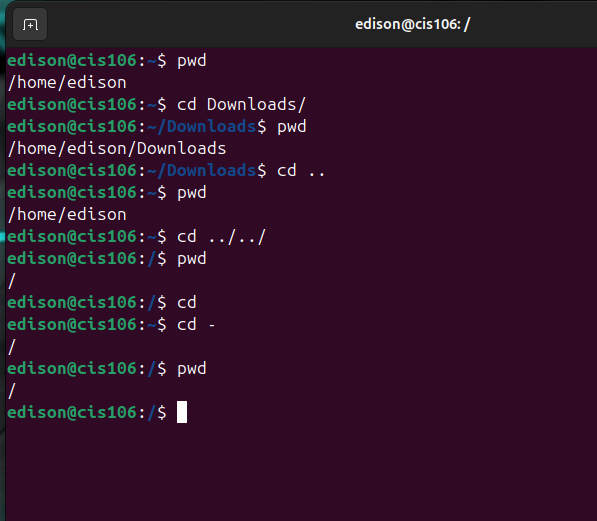 edison@cis106: /
edison@cis106:~$ pwd
/home/edison
edison@cis106:~$ cd Downloads/
edison@cis106:~/Downloads$ pwd
/home/edison/Downloads
edison@cis106:~/Downloads$ cd ..
edison@cis106:~$ pwd
/home/edison
edison@cis106:~$ cd ../../
edison@cis106:/$ pwd
/
edison@cis106:/$ cd
edison@cis106:~$ cd -
/
edison@cis106:/$ pwd
/
edison@cis106:/$